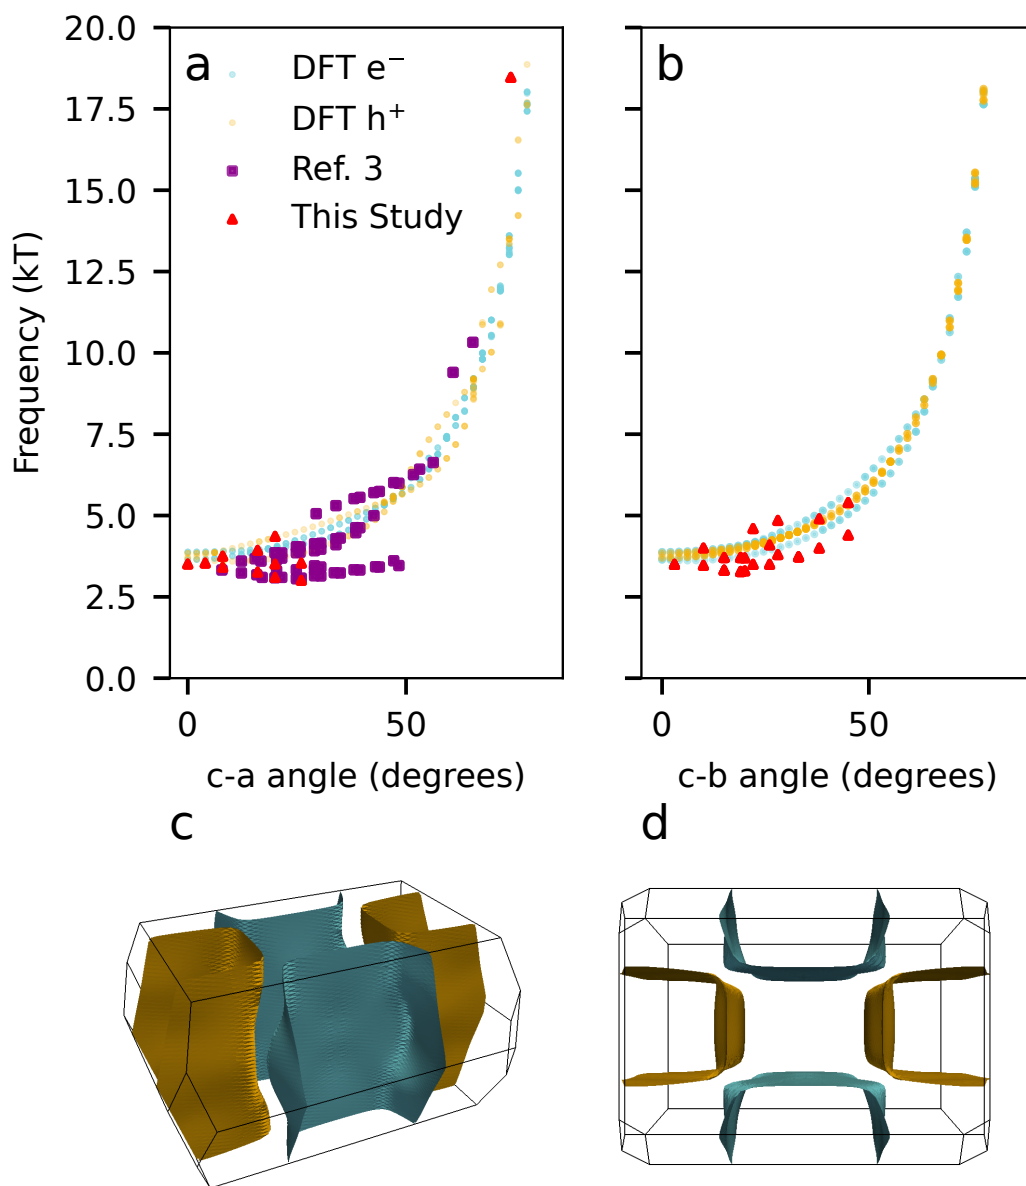 a
DFT e⁻
DFT h⁺
Ref. 3
This Study
b
20.0
17.5
15.0
12.5
10.0
7.5
5.0
2.5
0.0
Frequency (kT)
0
50
0
50
c-a angle (degrees)
c-b angle (degrees)
c
d